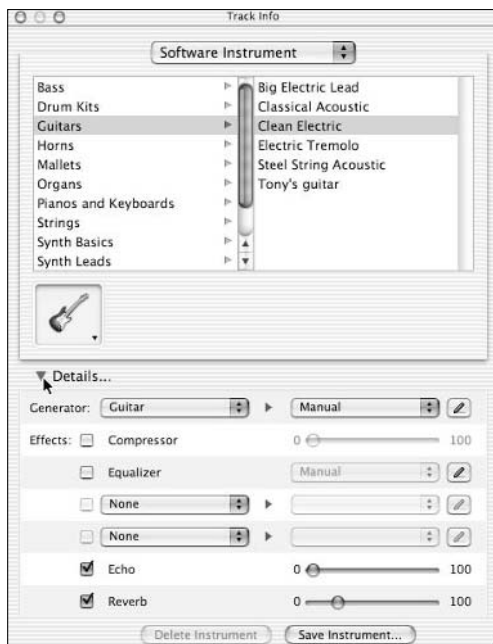 Track Info
Software Instrument
Bass
Drum Kits
Guitars
Horns
Mallets
Organs
Pianos and Keyboards
Strings
Synth Basics
Synth Leads
Big Electric Lead
Classical Acoustic
Clean Electric
Electric Tremolo
Steel String Acoustic
Tony's guitar
Details...
Generator: Guitar Manual
Effects: Compressor 0 100
Equalizer Manual
None
None
Echo 0 100
Reverb 0 100
Delete Instrument Save Instrument...